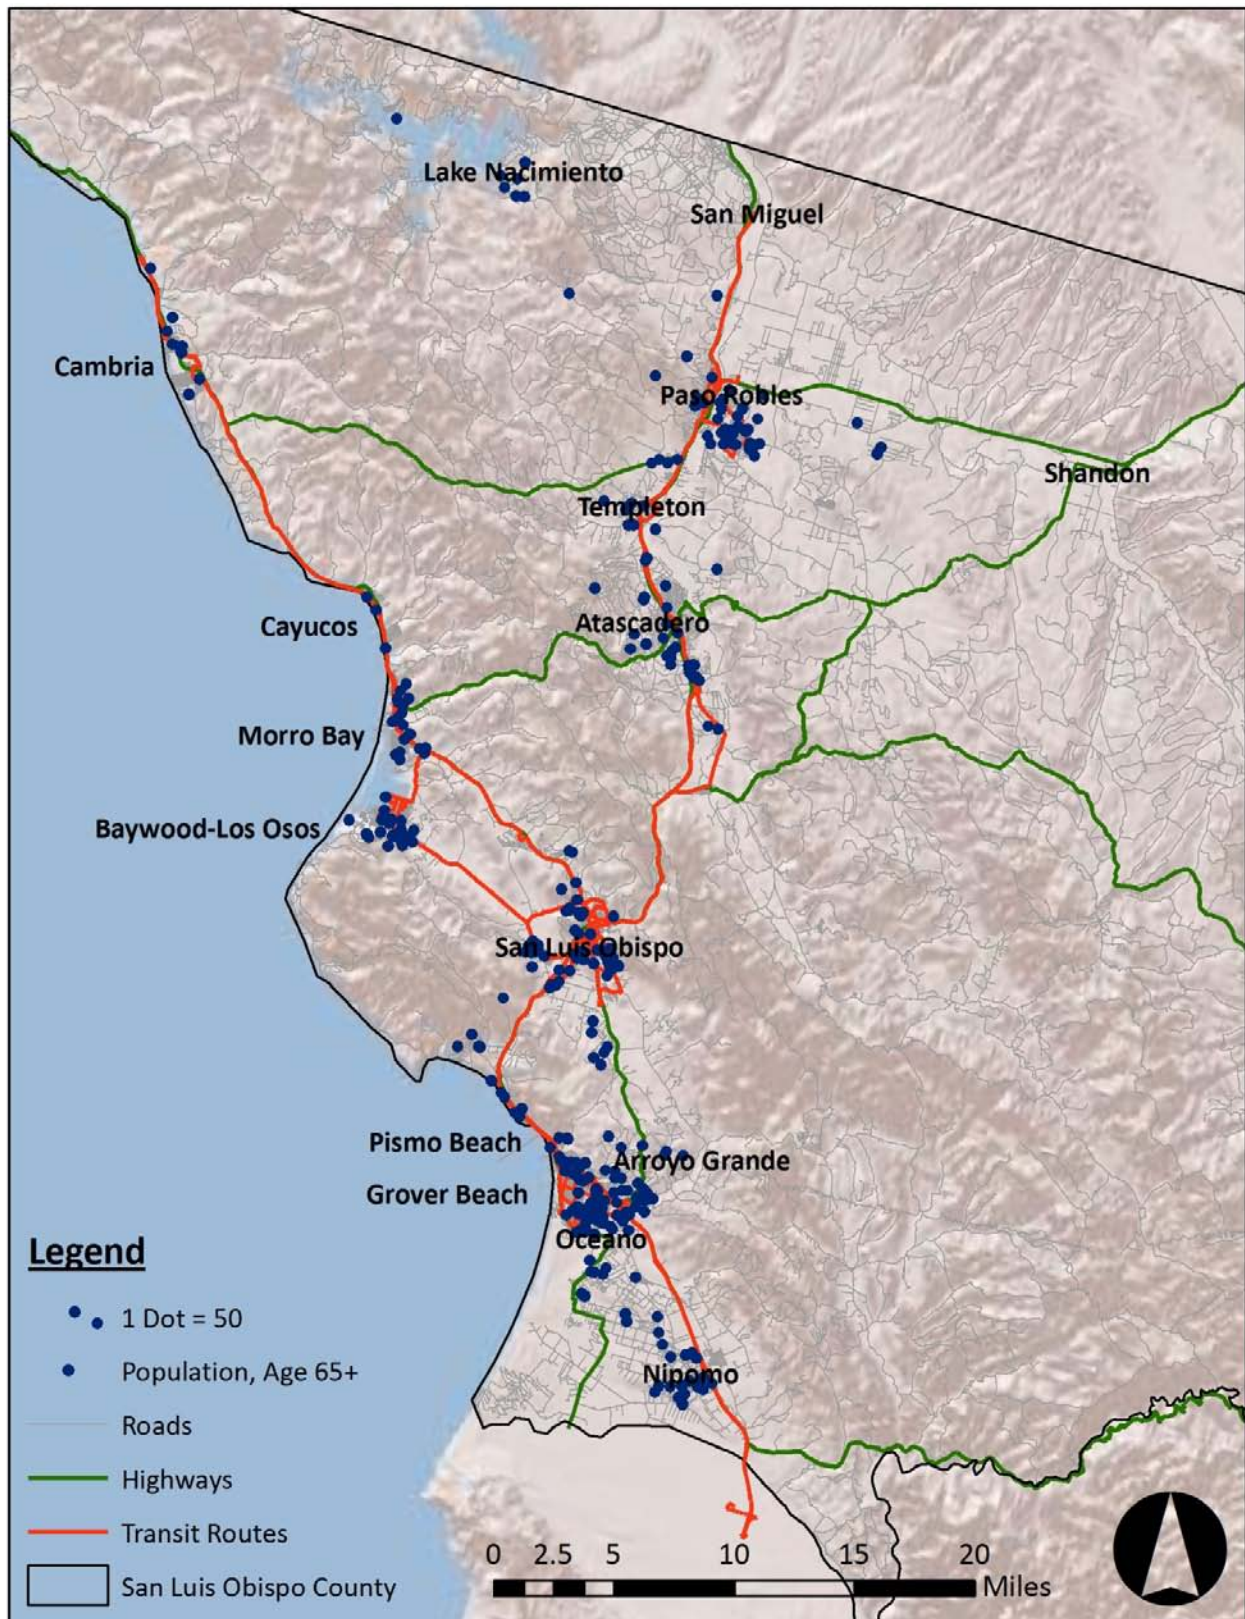 Lake Nacimiento
San Miguel
Cambria
Paso Robles
Shandon
Templeton
Atascadero
Cayucos
Morro Bay
Baywood-Los Osos
San Luis Obispo
Pismo Beach
Arroyo Grande
Grover Beach
Oceano
Nipomo
Legend
1 Dot = 50
Population, Age 65+
Roads
Highways
Transit Routes
San Luis Obispo County
0 2.5 5 10 15 20
Miles